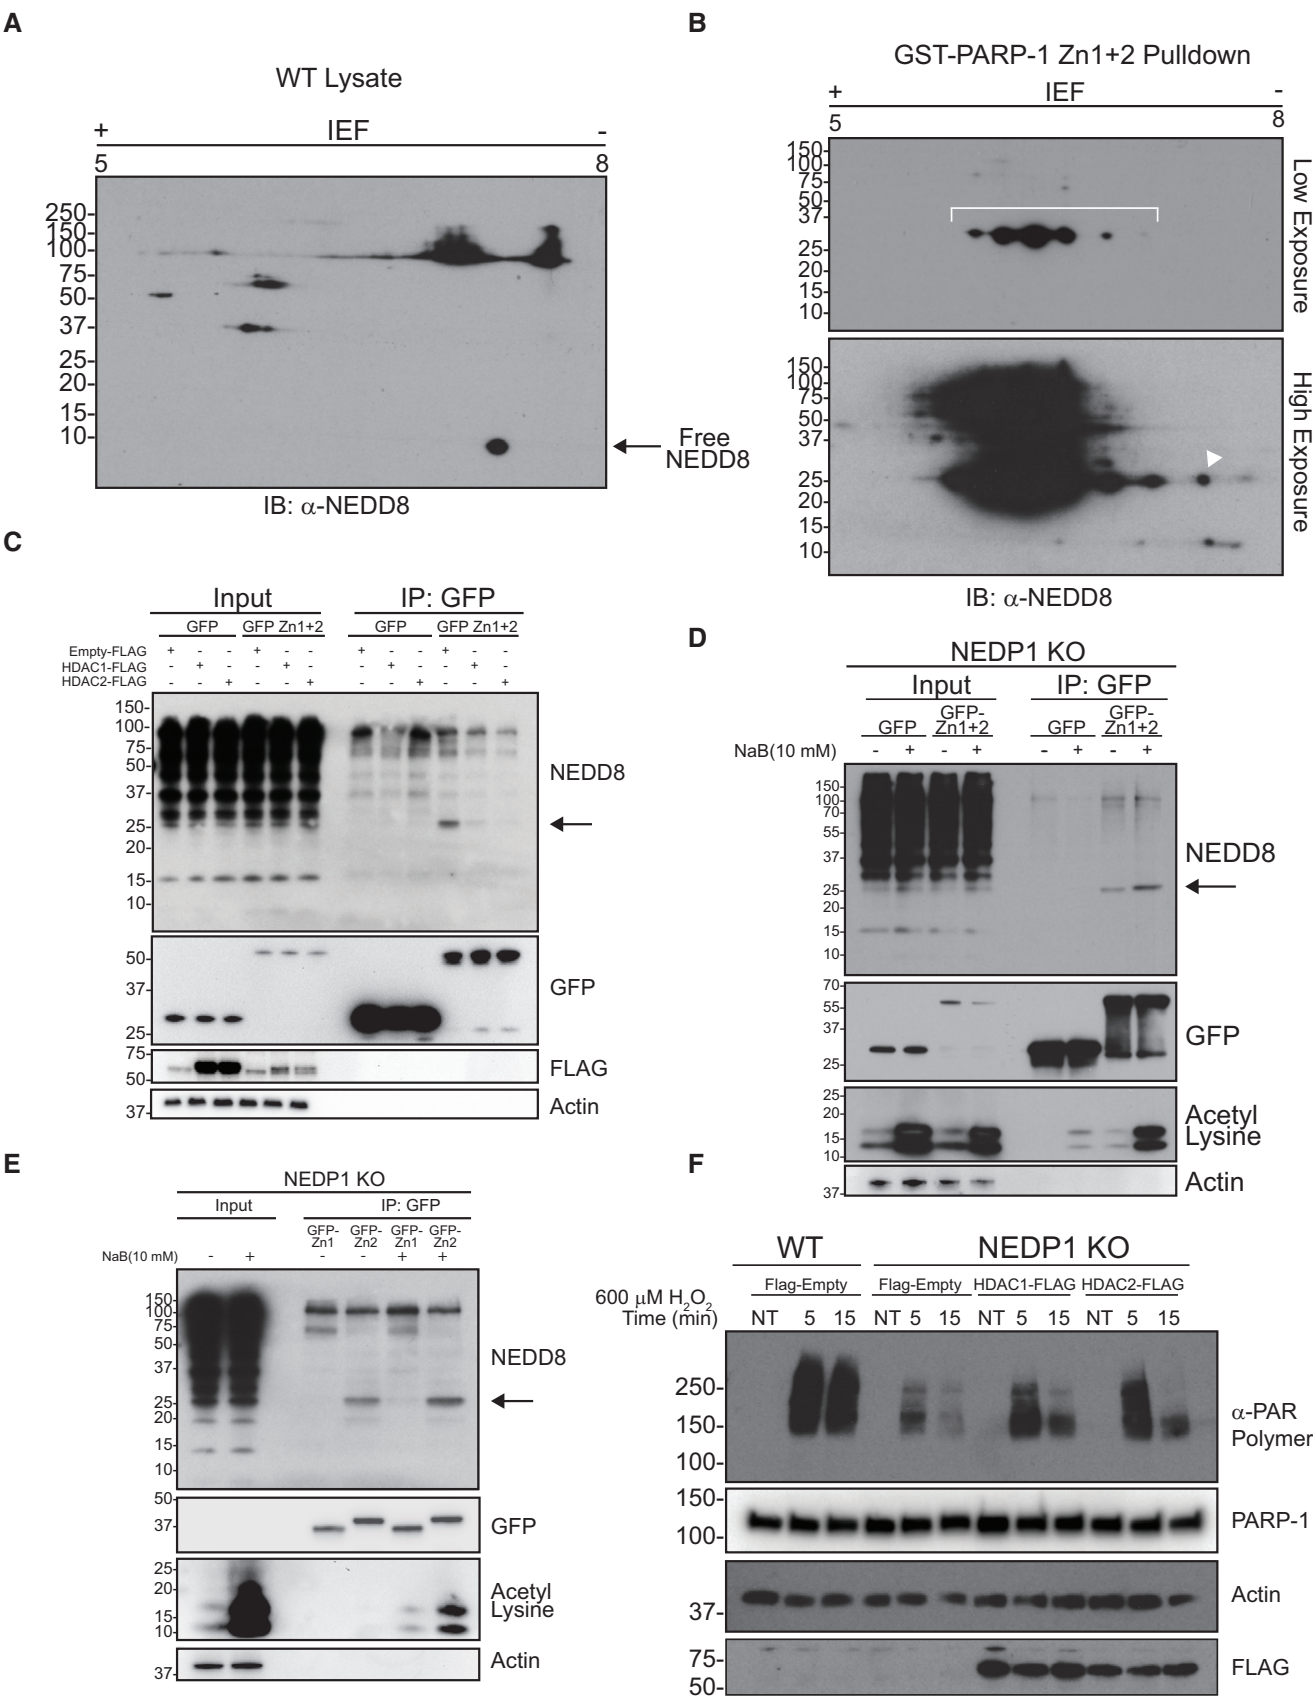 A
WT Lysate
+ IEF -
5 8
250-
150-
100-
75-
50-
37-
25-
20-
15-
10-
Free
NEDD8
IB: α-NEDD8
B
GST-PARP-1 Zn1+2 Pulldown
+ IEF -
5 8
150-
100-
75-
50-
37-
25-
20-
15-
10-
Low Exposure
150-
100-
75-
50-
37-
25-
20-
15-
10-
High Exposure
IB: α-NEDD8
C
Input IP: GFP
GFP GFP Zn1+2 GFP GFP Zn1+2
Empty-FLAG + - - + - - + - - + - -
HDAC1-FLAG - + - - + - - + - - + -
HDAC2-FLAG - - + - - + - - + - - +
150-
100-
75-
50-
37-
25-
20-
15-
10-
NEDD8
50-
37-
25-
GFP
75-
50-
FLAG
37-
Actin
D
NEDP1 KO
Input IP: GFP
GFP GFP-Zn1+2 GFP GFP-Zn1+2
NaB(10 mM) - + - + - + - +
150-
100-
70-
55-
37-
25-
20-
15-
10-
NEDD8
70-
55-
37-
25-
GFP
25-
20-
15-
10-
Acetyl
Lysine
37-
Actin
E
NEDP1 KO
Input IP: GFP
GFP-Zn1 GFP-Zn2 GFP-Zn1 GFP-Zn2
NaB(10 mM) - + - - + +
150-
100-
75-
50-
37-
25-
20-
15-
10-
NEDD8
50-
37-
GFP
25-
20-
15-
10-
Acetyl
Lysine
37-
Actin
F
WT NEDP1 KO
Flag-Empty Flag-Empty HDAC1-FLAG HDAC2-FLAG
600 μM H2O2
Time (min) NT 5 15 NT 5 15 NT 5 15 NT 5 15
250-
150-
100-
α-PAR
Polymer
150-
100-
PARP-1
37-
Actin
75-
50-
FLAG